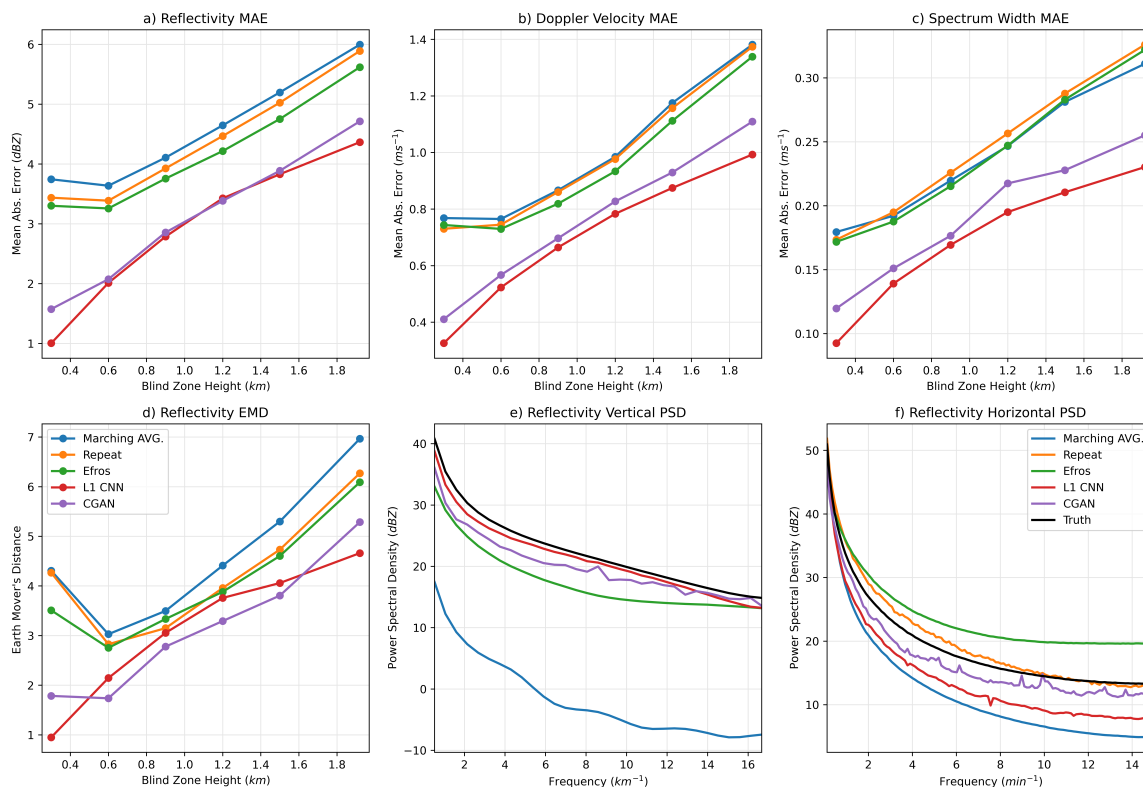 a) Reflectivity MAE
Mean Abs. Error (dBZ)
6
5
4
3
2
1
0.4 0.6 0.8 1.0 1.2 1.4 1.6 1.8
Blind Zone Height (km)
b) Doppler Velocity MAE
Mean Abs. Error (ms⁻¹)
1.4
1.2
1.0
0.8
0.6
0.4
0.4 0.6 0.8 1.0 1.2 1.4 1.6 1.8
Blind Zone Height (km)
c) Spectrum Width MAE
Mean Abs. Error (ms⁻¹)
0.30
0.25
0.20
0.15
0.10
0.4 0.6 0.8 1.0 1.2 1.4 1.6 1.8
Blind Zone Height (km)
d) Reflectivity EMD
Earth Mover's Distance
7
6
5
4
3
2
1
Marching AVG.
Repeat
Efros
L1 CNN
CGAN
0.4 0.6 0.8 1.0 1.2 1.4 1.6 1.8
Blind Zone Height (km)
e) Reflectivity Vertical PSD
Power Spectral Density (dBZ)
40
30
20
10
0
−10
2 4 6 8 10 12 14 16
Frequency (km⁻¹)
f) Reflectivity Horizontal PSD
Power Spectral Density (dBZ)
50
40
30
20
10
Marching AVG.
Repeat
Efros
L1 CNN
CGAN
Truth
2 4 6 8 10 12 14
Frequency (min⁻¹)